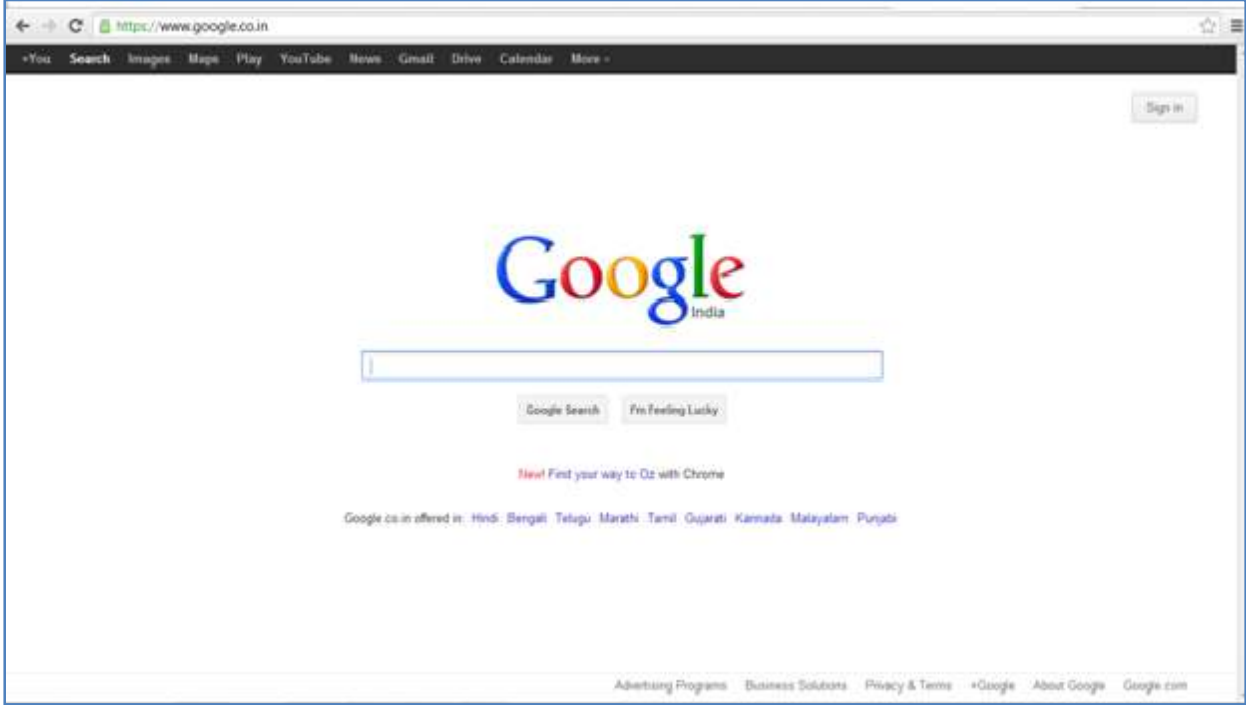 https://www.google.co.in
+You Search Images Maps Play YouTube News Gmail Drive Calendar More
Sign in
Google
India
Google Search I'm Feeling Lucky
New! Find your way to Oz with Chrome
Google.co.in offered in: Hindi Bengali Telugu Marathi Tamil Gujarati Kannada Malayalam Punjabi
Advertising Programs Business Solutions Privacy & Terms +Google About Google Google.com